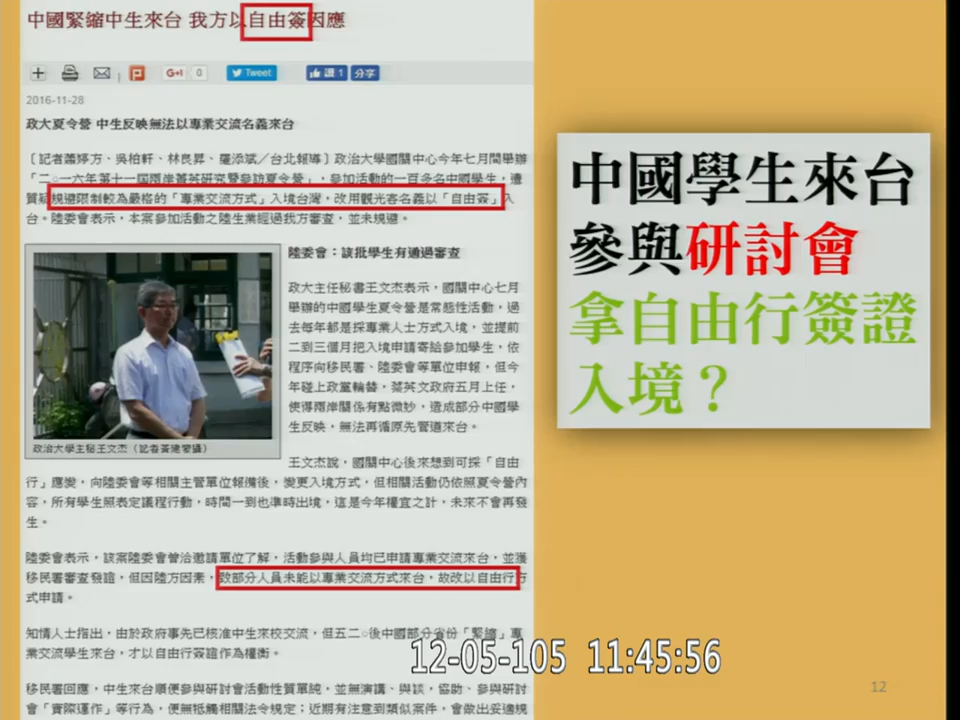 中國緊縮中生來台 我方以自由簽因應
G+1 0 Tweet 讚 1 分享
2016-11-28
政大夏令營 中生反映無法以專業交流名義來台
〔記者蕭婷方、吳柏軒、林良昇、羅添斌／台北報導〕政治大學國關中心今年七月間舉辦
「二○一六年第十一屆兩岸菁英研究暨參訪夏令營」，參加活動的一百多名中國學生，遭
質疑規避限制較為嚴格的「專業交流方式」入境台灣，改用觀光客名義以「自由簽」入
台。陸委會表示，本案參加活動之陸生業經過我方審查，並未規避。
陸委會：該批學生有通過審查
政大主任秘書王文杰表示，國關中心七月
舉辦的中國學生夏令營是常態性活動，過
去每年都是採專業人士方式入境，並提前
二到三個月把入境申請寄給參加學生，依
程序向移民署、陸委會等單位申報，但今
年碰上政黨輪替，蔡英文政府五月上任，
使得兩岸關係有點微妙，造成部分中國學
生反映，無法再循原先管道來台。
政治大學主秘王文杰（記者黃建豪攝）
王文杰說，國關中心後來想到可採「自由
行」應變，向陸委會等相關主管單位報備後，變更入境方式，但相關活動仍依照夏令營內
容，所有學生照表定議程行動，時間一到也準時出境，這是今年權宜之計，未來不會再發
生。
陸委會表示，該案陸委會曾洽邀請單位了解，活動參與人員均已申請專業交流來台，並獲
移民署審查發證，但因陸方因素，致部分人員未能以專業交流方式來台，故改以自由行方
式申請。
知情人士指出，由於政府事先已核准中生來校交流，但五二○後中國部分省份「緊縮」專
業交流學生來台，才以自由行簽證作為權衡。
移民署回應，中生來台順便參與研討會活動性質單純，並無演講、與談，協助、參與研討
會「實際運作」等行為，便無牴觸相關法令規定；近期有注意到類似案件，會做出妥適規
中國學生來台
參與研討會
拿自由行簽證
入境？
12-05-105 11:45:56
12